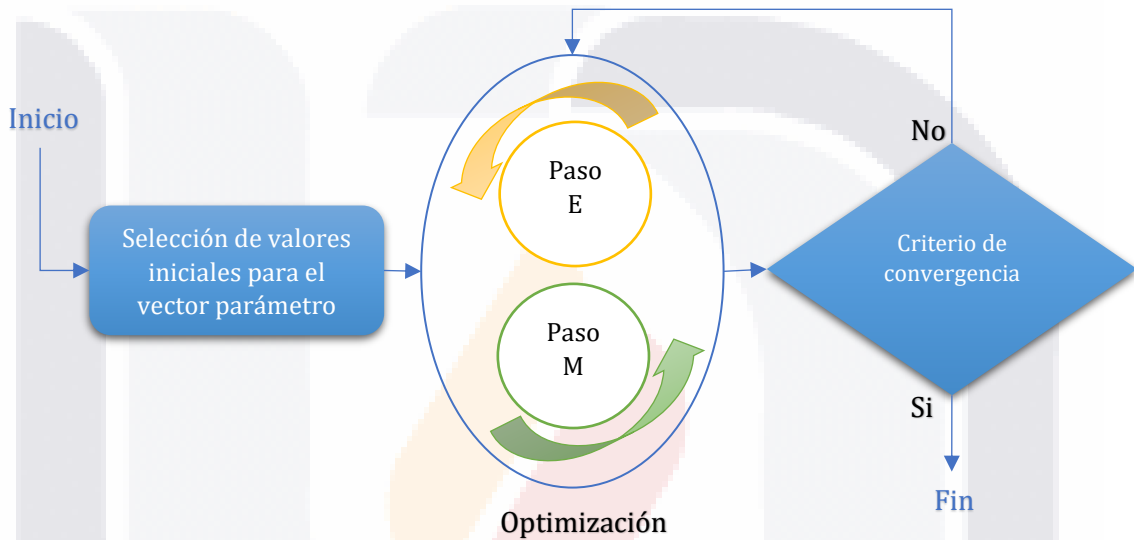 Inicio
Selección de valores
iniciales para el
vector parámetro
Paso
E
Paso
M
Optimización
No
Criterio de
convergencia
Si
Fin